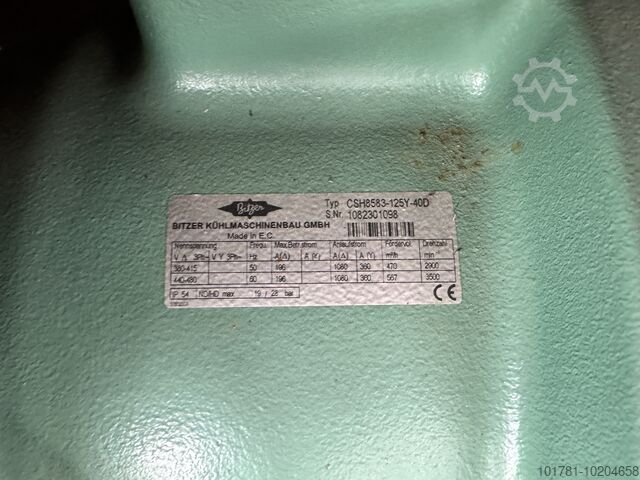 Bitzer
Typ CSH8583-125Y-40D
S.Nr. 1082301098
BITZER KÜHLMASCHINENBAU GMBH
Made in E.C.
Nennspannung Frequ. Max.Betr.strom Anlaufstrom Fördervol. Drehzahl
V Δ 3Ph~ V Y 3Ph~ Hz A(Δ) A (Y) A (Δ) A (Y) m³/h min⁻¹
380-415 50 196 1080 360 470 2900
440-480 60 196 1080 360 567 3500
IP 54 ND/HD max 19 / 28 bar
CE
101781-10204658